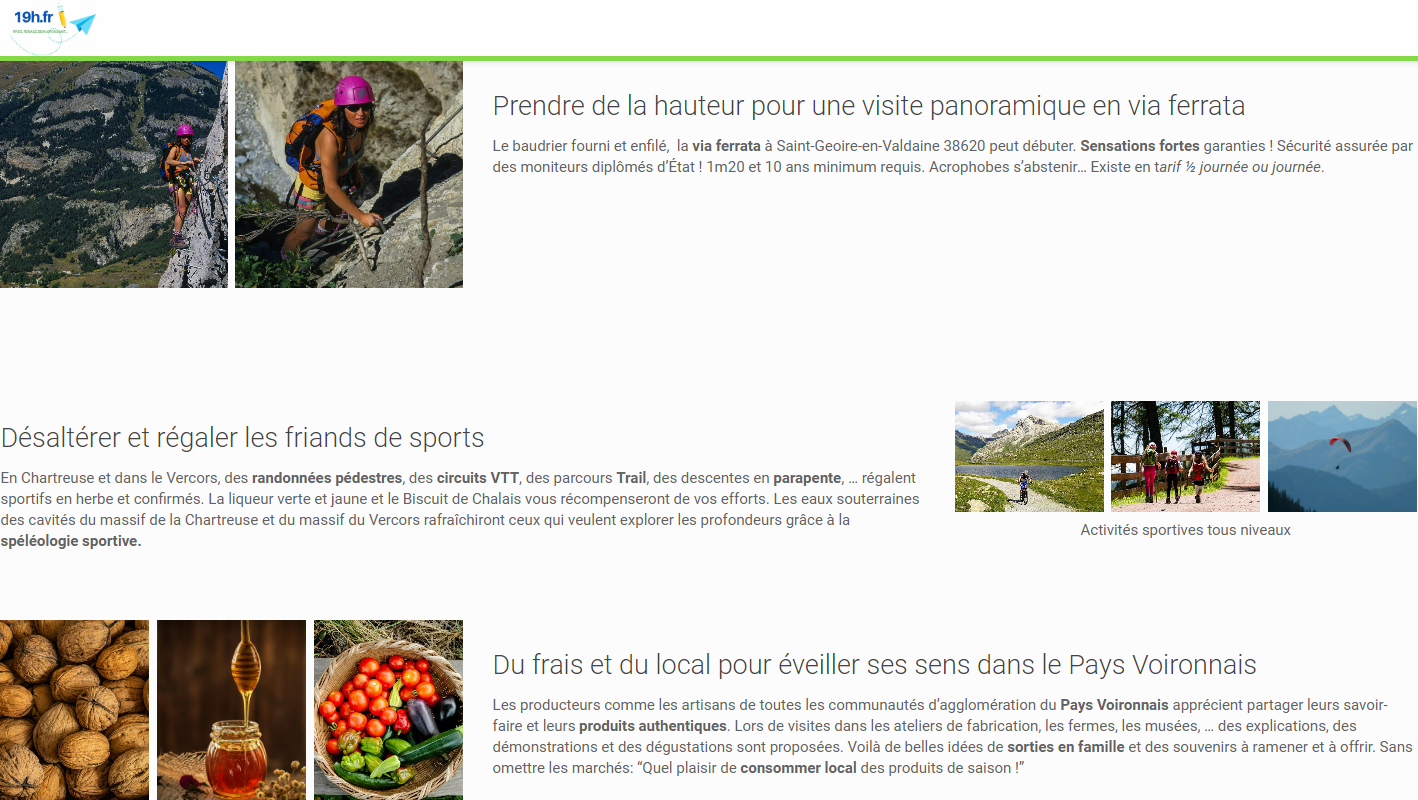 19h.fr
Prendre de la hauteur pour une visite panoramique en via ferrata
Le baudrier fourni et enfilé, la via ferrata à Saint-Geoire-en-Valdaine 38620 peut débuter. Sensations fortes garanties ! Sécurité assurée par
des moniteurs diplômés d’État ! 1m20 et 10 ans minimum requis. Acrophobes s’abstenir… Existe en tarif ½ journée ou journée.
Désaltérer et régaler les friands de sports
En Chartreuse et dans le Vercors, des randonnées pédestres, des circuits VTT, des parcours Trail, des descentes en parapente, … régalent
sportifs en herbe et confirmés. La liqueur verte et jaune et le Biscuit de Chalais vous récompenseront de vos efforts. Les eaux souterraines
des cavités du massif de la Chartreuse et du massif du Vercors rafraîchiront ceux qui veulent explorer les profondeurs grâce à la
spéléologie sportive.
Activités sportives tous niveaux
Du frais et du local pour éveiller ses sens dans le Pays Voironnais
Les producteurs comme les artisans de toutes les communautés d’agglomération du Pays Voironnais apprécient partager leurs savoir-
faire et leurs produits authentiques. Lors de visites dans les ateliers de fabrication, les fermes, les musées, … des explications, des
démonstrations et des dégustations sont proposées. Voilà de belles idées de sorties en famille et des souvenirs à ramener et à offrir. Sans
omettre les marchés: “Quel plaisir de consommer local des produits de saison !”